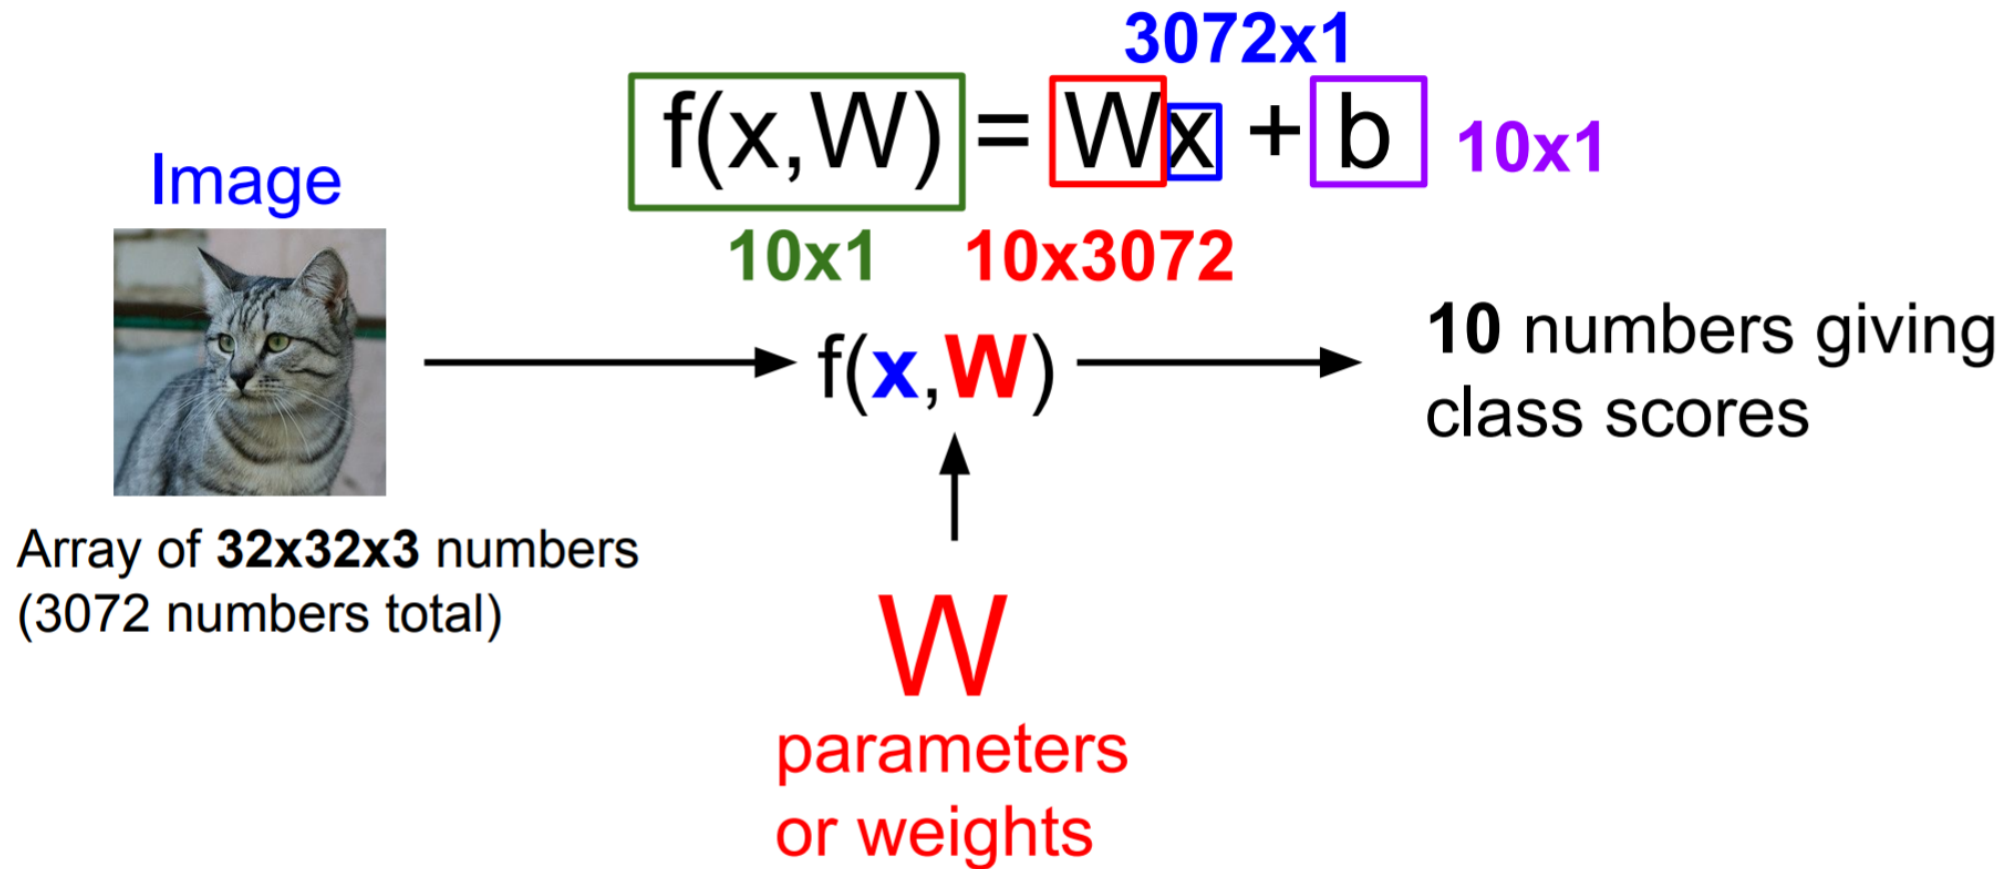 3072x1
f(x,W) = Wx + b 10x1
Image
10x1 10x3072
f(x,W)
10 numbers giving
class scores
Array of 32x32x3 numbers
(3072 numbers total)
W
parameters
or weights